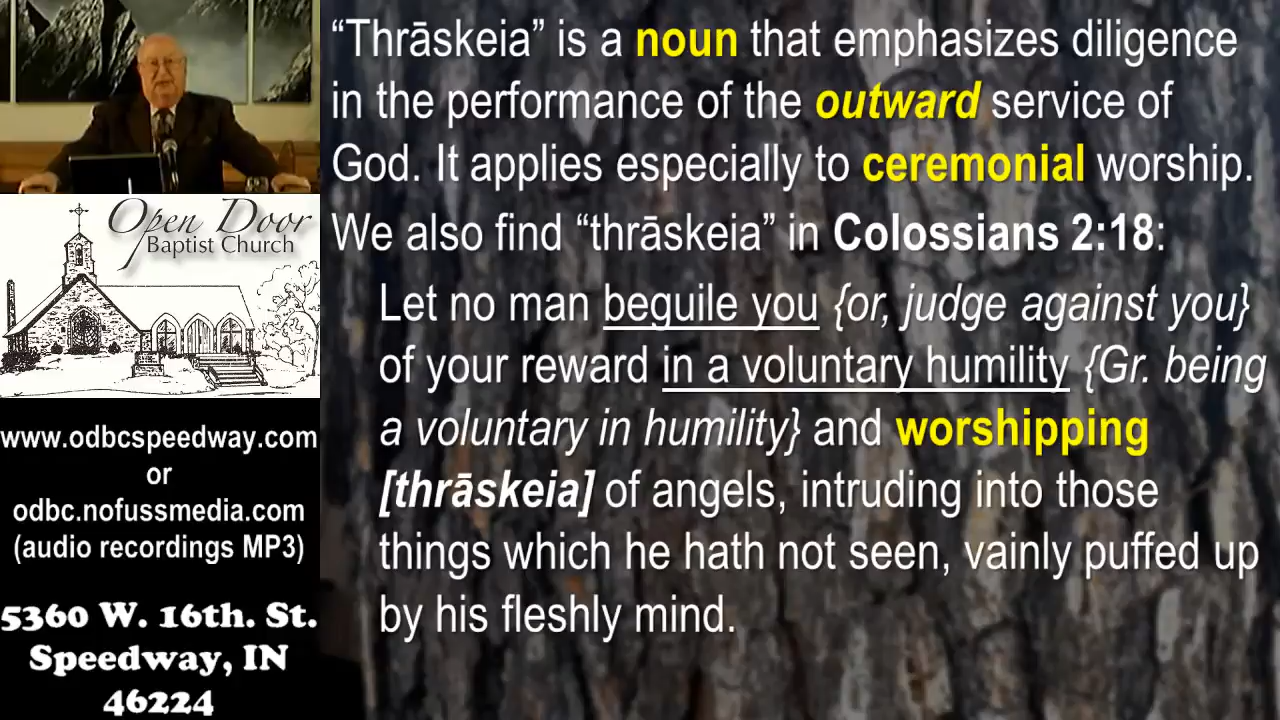 “Thrāskeia” is a noun that emphasizes diligence
in the performance of the outward service of
God. It applies especially to ceremonial worship.
We also find “thrāskeia” in Colossians 2:18:
Let no man beguile you {or, judge against you}
of your reward in a voluntary humility {Gr. being
a voluntary in humility} and worshipping
[thrāskeia] of angels, intruding into those
things which he hath not seen, vainly puffed up
by his fleshly mind.
Open Door
Baptist Church
www.odbcspeedway.com
or
odbc.nofussmedia.com
(audio recordings MP3)
5360 W. 16th. St.
Speedway, IN
46224